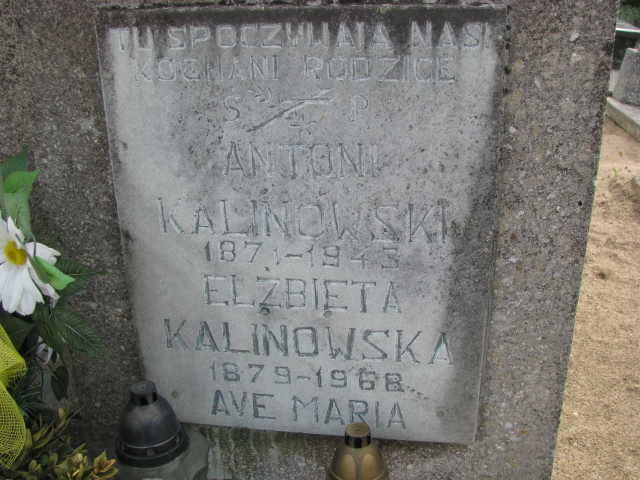 TU SPOCZYWAJĄ NASI
KOCHANI RODZICE
S P
ANTONI
KALINOWSKI
1871-1943
ELŻBIETA
KALINOWSKA
1879-1968
AVE MARIA